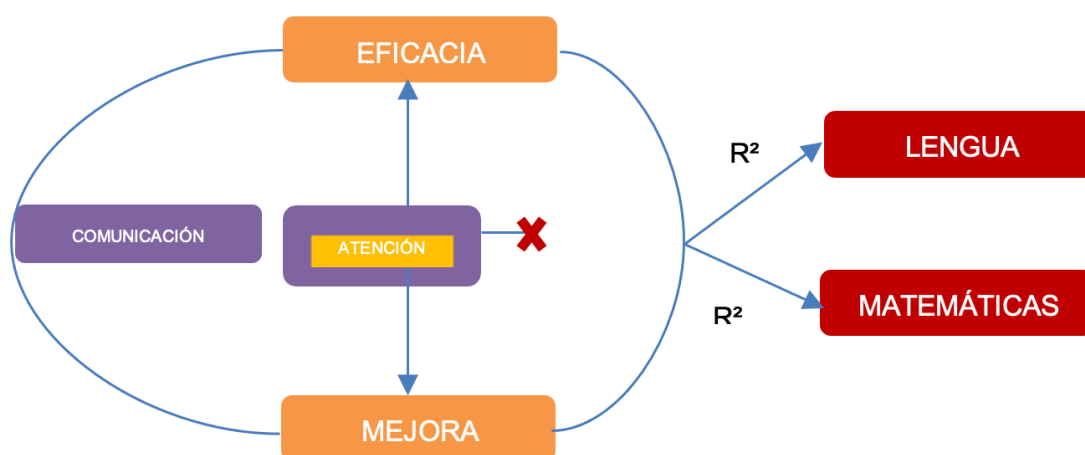 EFICACIA
R²
LENGUA
COMUNICACIÓN
ATENCIÓN
R²
MATEMÁTICAS
MEJORA